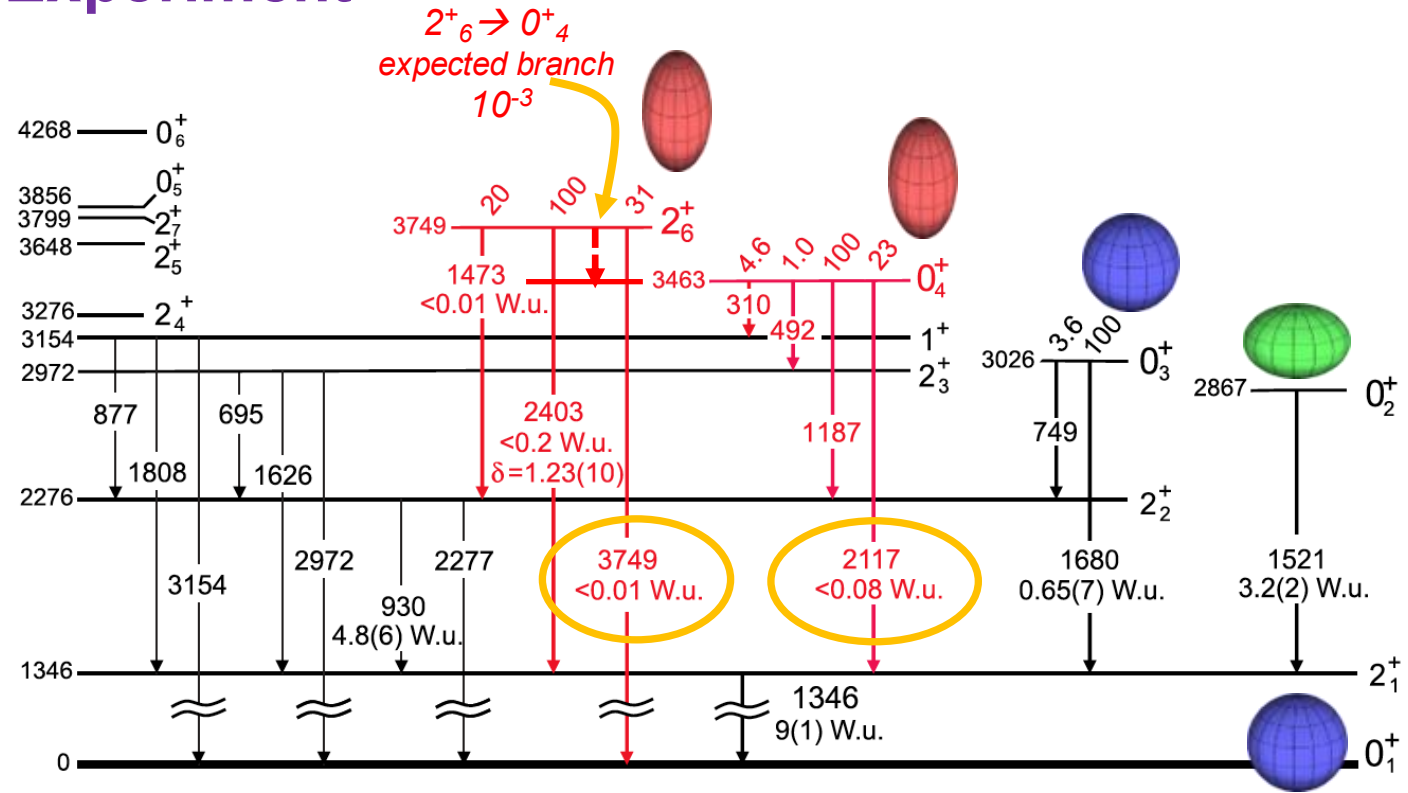 Experiment
2⁺₆ → 0⁺₄
expected branch
10⁻³
4268 0⁺₆
3856 0⁺₅
3799 2⁺₇
3648 2⁺₅
3276 2⁺₄
3154 1⁺
2972 2⁺₃
3749 20 100 31 2⁺₆
3463 4.6 1.0 100 23 0⁺₄
3026 3.6 100 0⁺₃
2867 0⁺₂
1473
<0.01 W.u.
310
492
877
695
2403
<0.2 W.u.
δ=1.23(10)
1187
749
1808
1626
2276 2⁺₂
3154
2972
930
4.8(6) W.u.
2277
3749
<0.01 W.u.
2117
<0.08 W.u.
1680
0.65(7) W.u.
1521
3.2(2) W.u.
1346 2⁺₁
1346
9(1) W.u.
0 0⁺₁